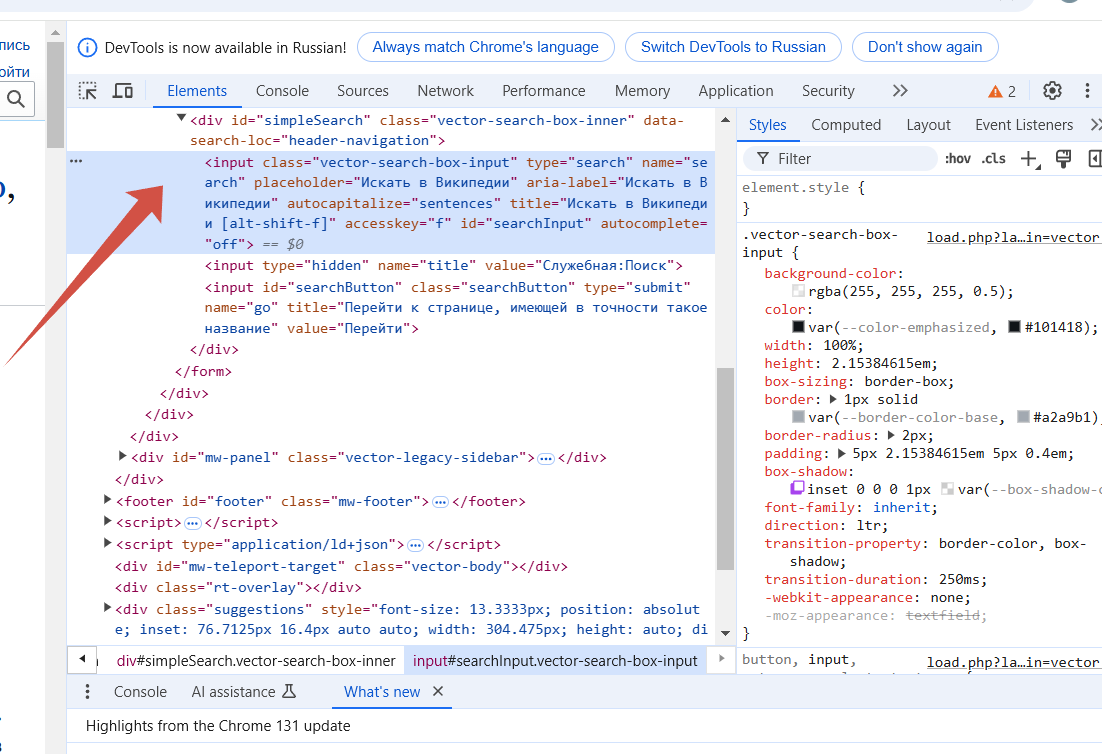 пись
ойти
DevTools is now available in Russian!
Always match Chrome's language
Switch DevTools to Russian
Don't show again
Elements
Console
Sources
Network
Performance
Memory
Application
Security
2
<div id="simpleSearch" class="vector-search-box-inner" data-
search-loc="header-navigation">
<input class="vector-search-box-input" type="search" name="se
arch" placeholder="Искать в Википедии" aria-label="Искать в В
икипедии" autocapitalize="sentences" title="Искать в Википеди
и [alt-shift-f]" accesskey="f" id="searchInput" autocomplete=
"off"> == $0
<input type="hidden" name="title" value="Служебная:Поиск">
<input id="searchButton" class="searchButton" type="submit"
name="go" title="Перейти к странице, имеющей в точности такое
название" value="Перейти">
</div>
</form>
</div>
</div>
</div>
<div id="mw-panel" class="vector-legacy-sidebar"> … </div>
</div>
<footer id="footer" class="mw-footer"> … </footer>
<script> … </script>
<script type="application/ld+json"> … </script>
<div id="mw-teleport-target" class="vector-body"></div>
<div class="rt-overlay"></div>
<div class="suggestions" style="font-size: 13.3333px; position: absolut
e; inset: 76.7125px 16.4px auto auto; width: 304.475px; height: auto; di
div#simpleSearch.vector-search-box-inner
input#searchInput.vector-search-box-input
Styles
Computed
Layout
Event Listeners
Filter
:hov
.cls
element.style {
}
.vector-search-box-
input {
load.php?la…in=vector
background-color:
rgba(255, 255, 255, 0.5);
color:
var(--color-emphasized, #101418);
width: 100%;
height: 2.15384615em;
box-sizing: border-box;
border: 1px solid
var(--border-color-base, #a2a9b1)
border-radius: 2px;
padding: 5px 2.15384615em 5px 0.4em;
box-shadow:
inset 0 0 0 1px var(--box-shadow-c
font-family: inherit;
direction: ltr;
transition-property: border-color, box-
shadow;
transition-duration: 250ms;
-webkit-appearance: none;
-moz-appearance: textfield;
}
button, input,
load.php?la…in=vector
Console
AI assistance
What's new
Highlights from the Chrome 131 update